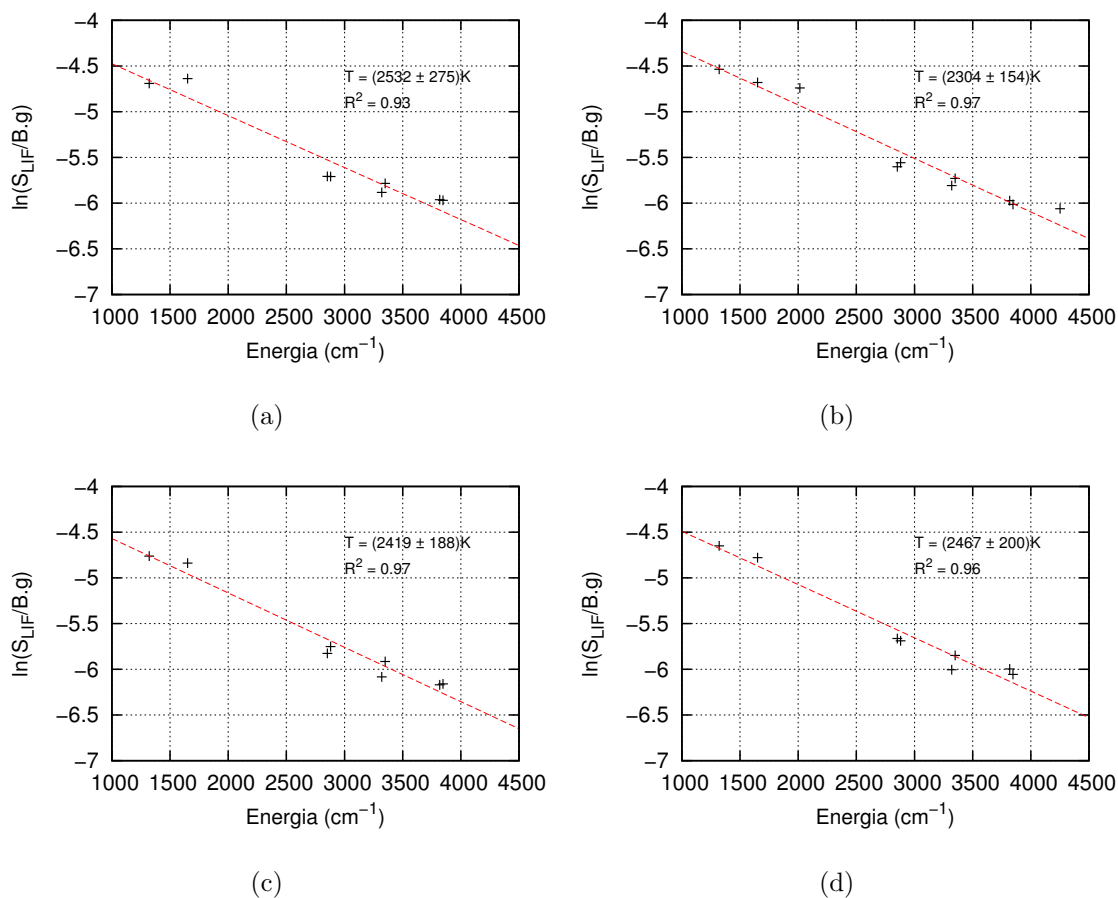 −4
−4.5
−5
−5.5
−6
−6.5
−7
1000 1500 2000 2500 3000 3500 4000 4500
ln(S_LIF/B.g)
Energia (cm⁻¹)
T = (2532 ± 275)K
R² = 0.93
(a)
−4
−4.5
−5
−5.5
−6
−6.5
−7
1000 1500 2000 2500 3000 3500 4000 4500
ln(S_LIF/B.g)
Energia (cm⁻¹)
T = (2304 ± 154)K
R² = 0.97
(b)
−4
−4.5
−5
−5.5
−6
−6.5
−7
1000 1500 2000 2500 3000 3500 4000 4500
ln(S_LIF/B.g)
Energia (cm⁻¹)
T = (2419 ± 188)K
R² = 0.97
(c)
−4
−4.5
−5
−5.5
−6
−6.5
−7
1000 1500 2000 2500 3000 3500 4000 4500
ln(S_LIF/B.g)
Energia (cm⁻¹)
T = (2467 ± 200)K
R² = 0.96
(d)